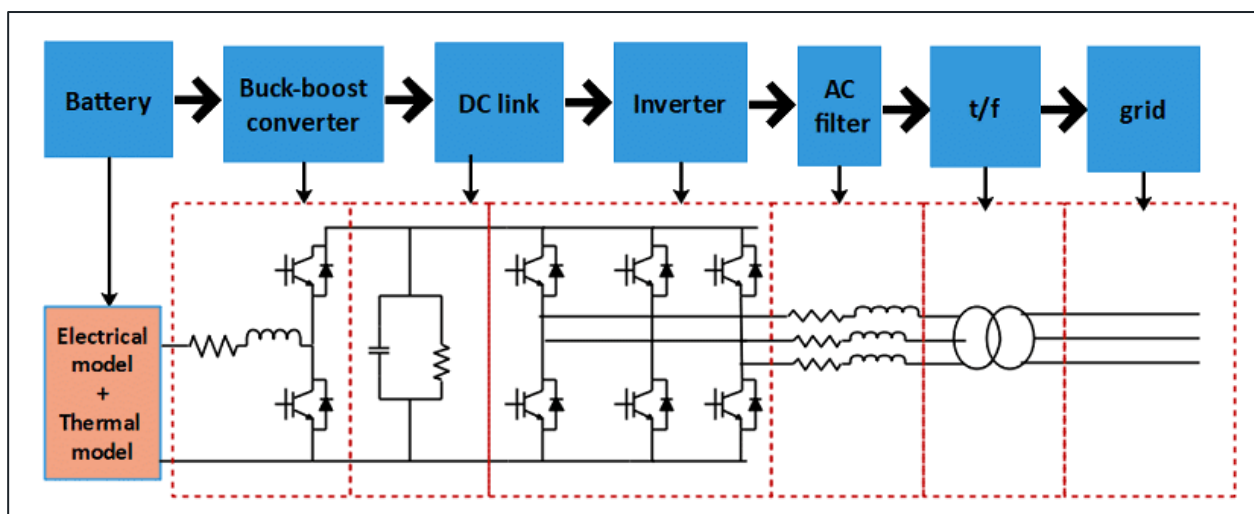 Battery
Buck-boost
converter
DC link
Inverter
AC
filter
t/f
grid
Electrical
model
+
Thermal
model